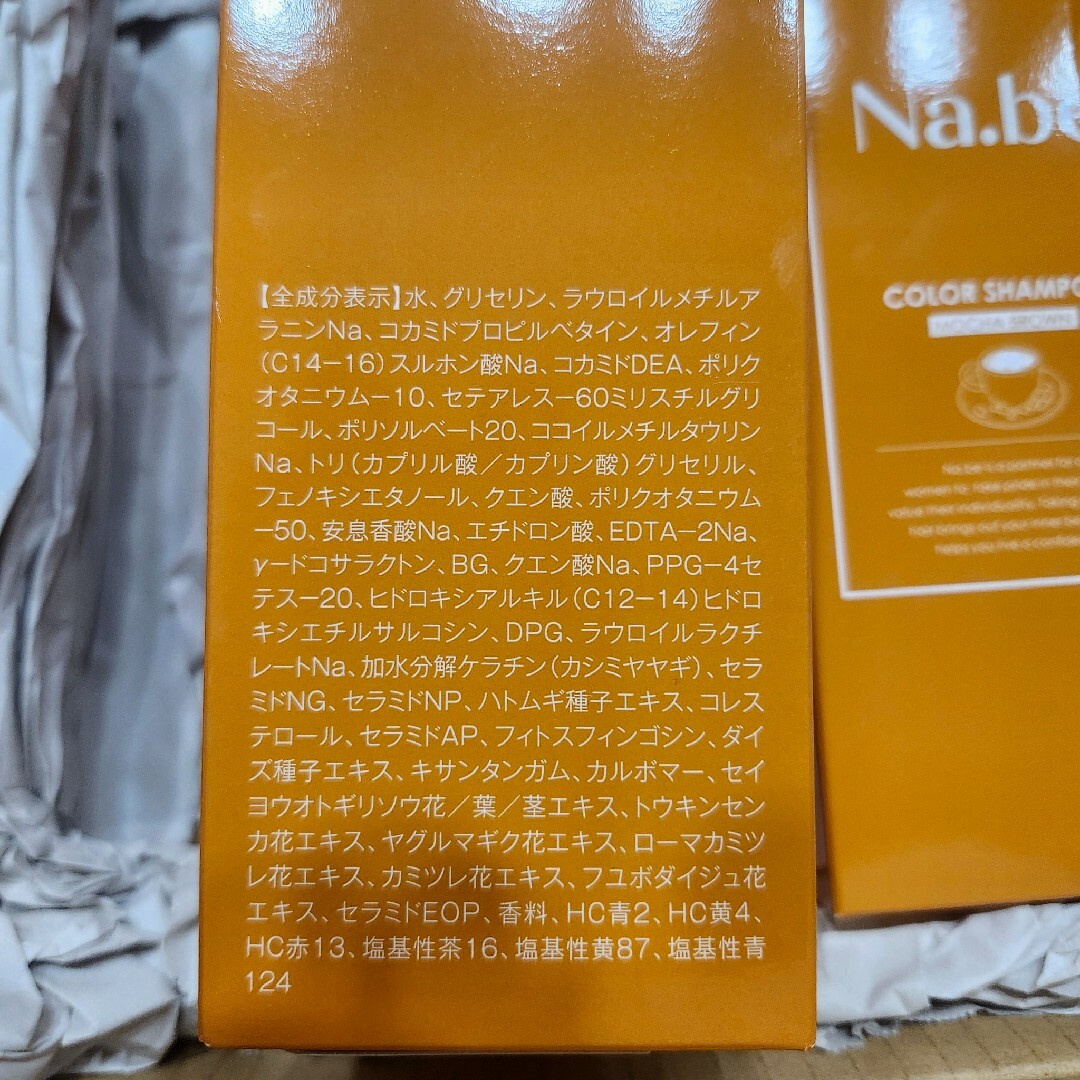 【全成分表示】水、グリセリン、ラウロイルメチルア
ラニンNa、コカミドプロピルベタイン、オレフィン
(C14-16)スルホン酸Na、コカミドDEA、ポリク
オタニウム-10、セテアレス-60ミリスチルグリ
コール、ポリソルベート20、ココイルメチルタウリン
Na、トリ(カプリル酸/カプリン酸)グリセリル、
フェノキシエタノール、クエン酸、ポリクオタニウム
-50、安息香酸Na、エチドロン酸、EDTA-2Na、
γ-ドコサラクトン、BG、クエン酸Na、PPG-4セ
テス-20、ヒドロキシアルキル(C12-14)ヒドロ
キシエチルサルコシン、DPG、ラウロイルラクチ
レートNa、加水分解ケラチン(カシミヤヤギ)、セラ
ミドNG、セラミドNP、ハトムギ種子エキス、コレス
テロール、セラミドAP、フィトスフィンゴシン、ダイ
ズ種子エキス、キサンタンガム、カルボマー、セイ
ヨウオトギリソウ花/葉/茎エキス、トウキンセン
カ花エキス、ヤグルマギク花エキス、ローマカミツ
レ花エキス、カミツレ花エキス、フユボダイジュ花
エキス、セラミドEOP、香料、HC青2、HC黄4、
HC赤13、塩基性茶16、塩基性黄87、塩基性青
124
Na.be
COLOR SHAMPO
MOCHA BROWN